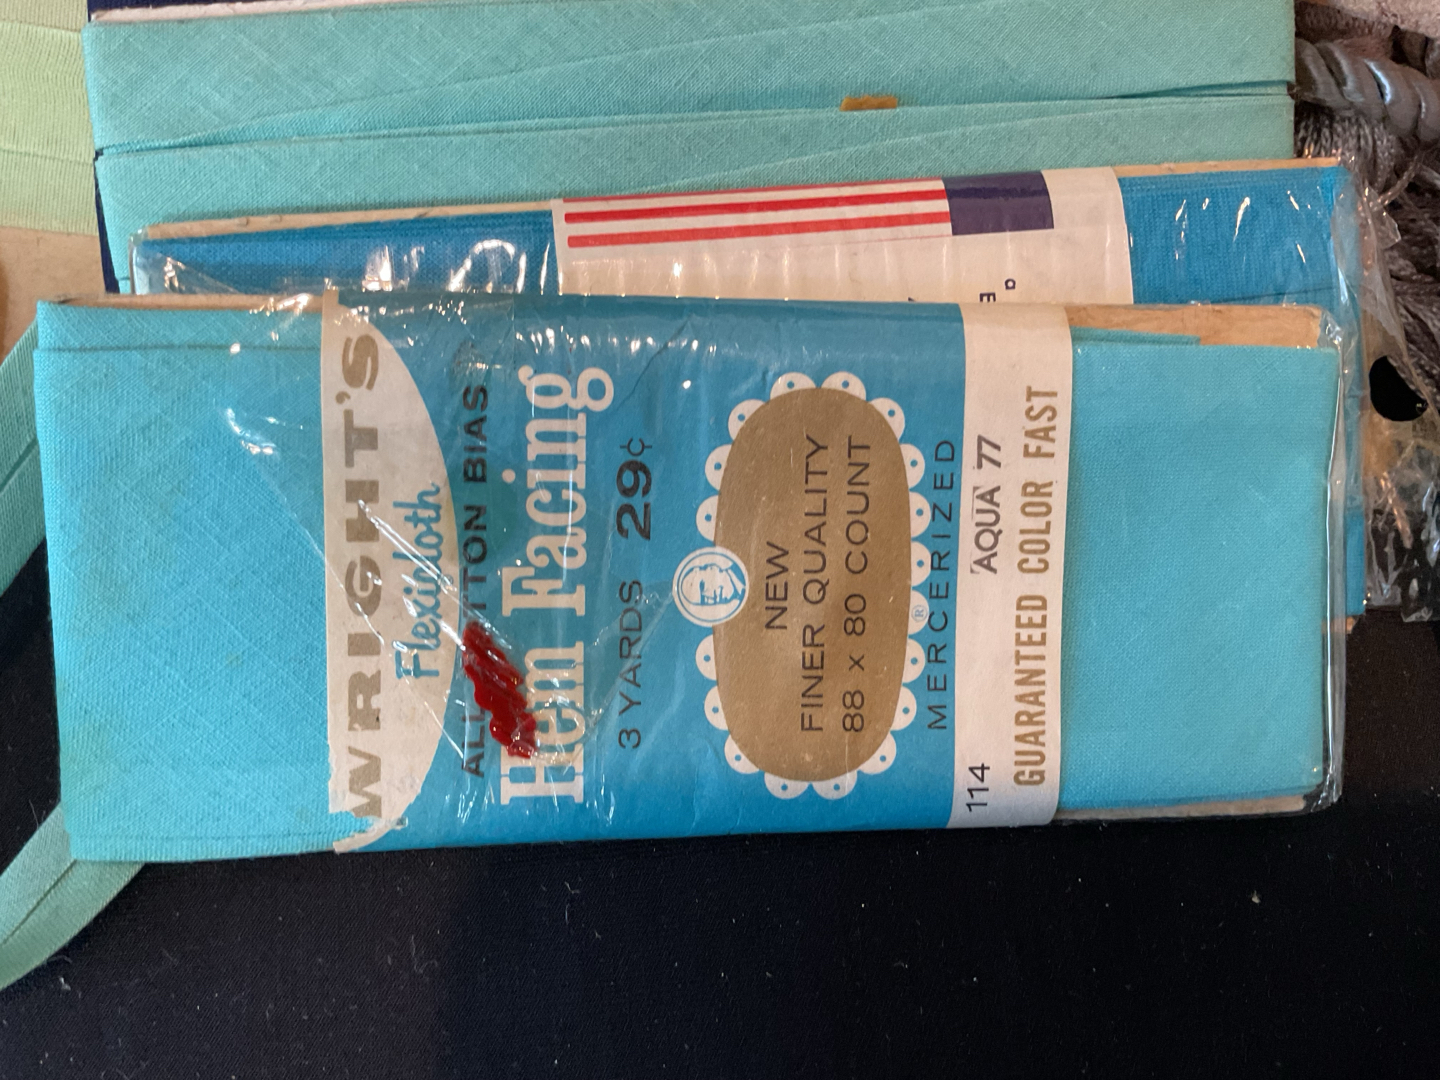 WRIGHT'S
Flexicloth
ALL COTTON BIAS
Hem Facing
3 YARDS 29¢
NEW
FINER QUALITY
88 x 80 COUNT
MERCERIZED®
114 AQUA 77
GUARANTEED COLOR FAST